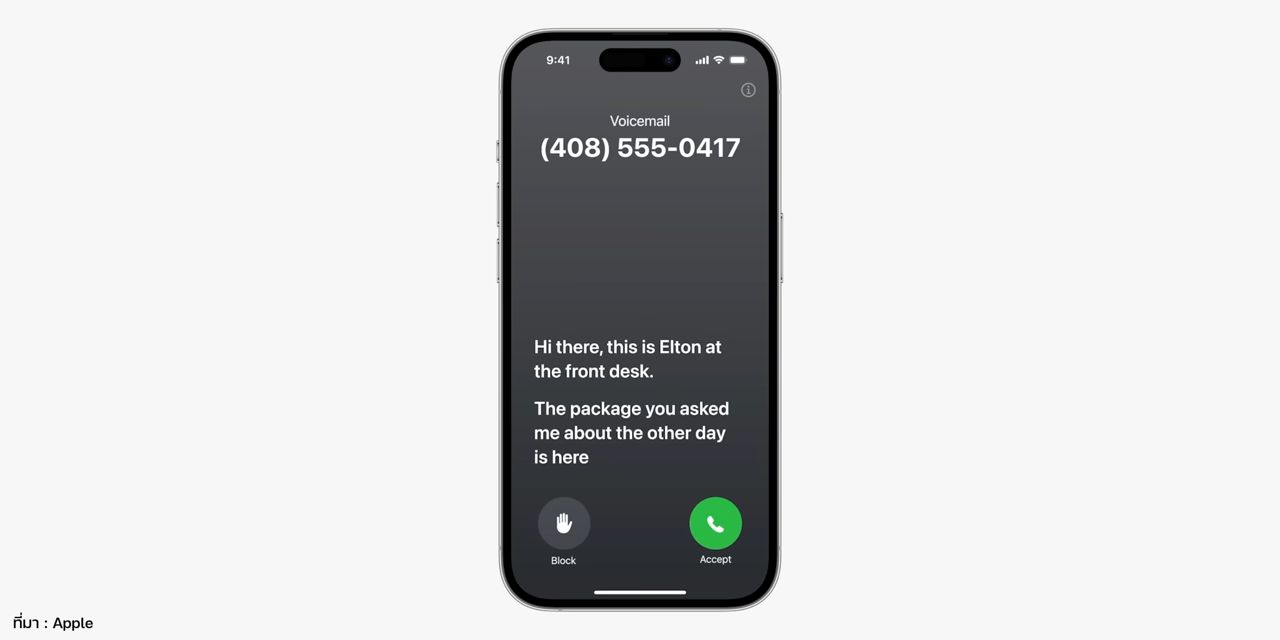 9:41
Voicemail
(408) 555-0417
Hi there, this is Elton at
the front desk.
The package you asked
me about the other day
is here
Block
Accept
ที่มา : Apple